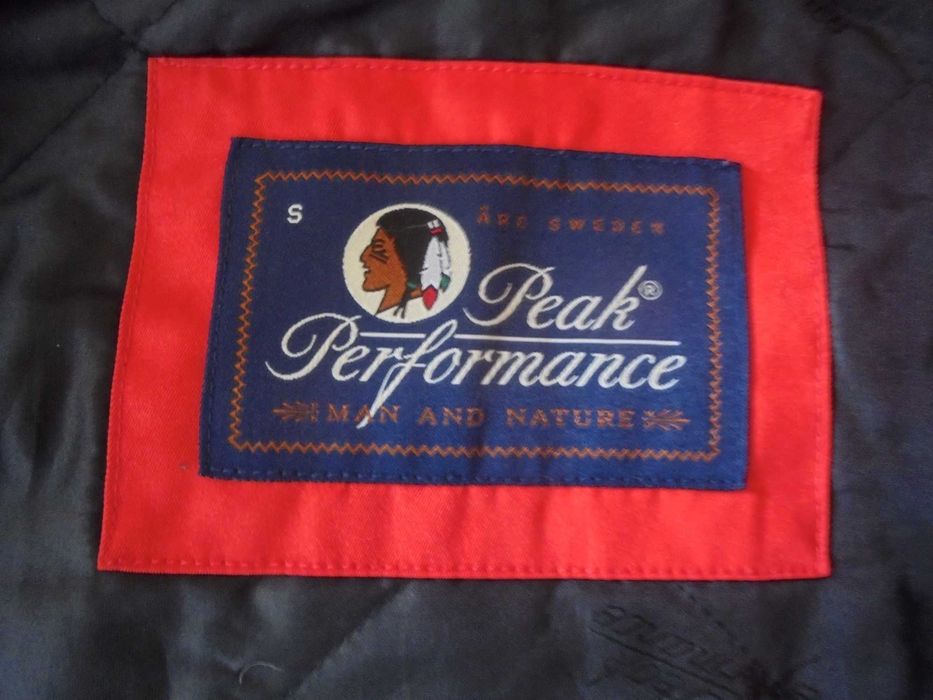 S
ÅRE SWEDEN
Peak®
Performance
MAN AND NATURE